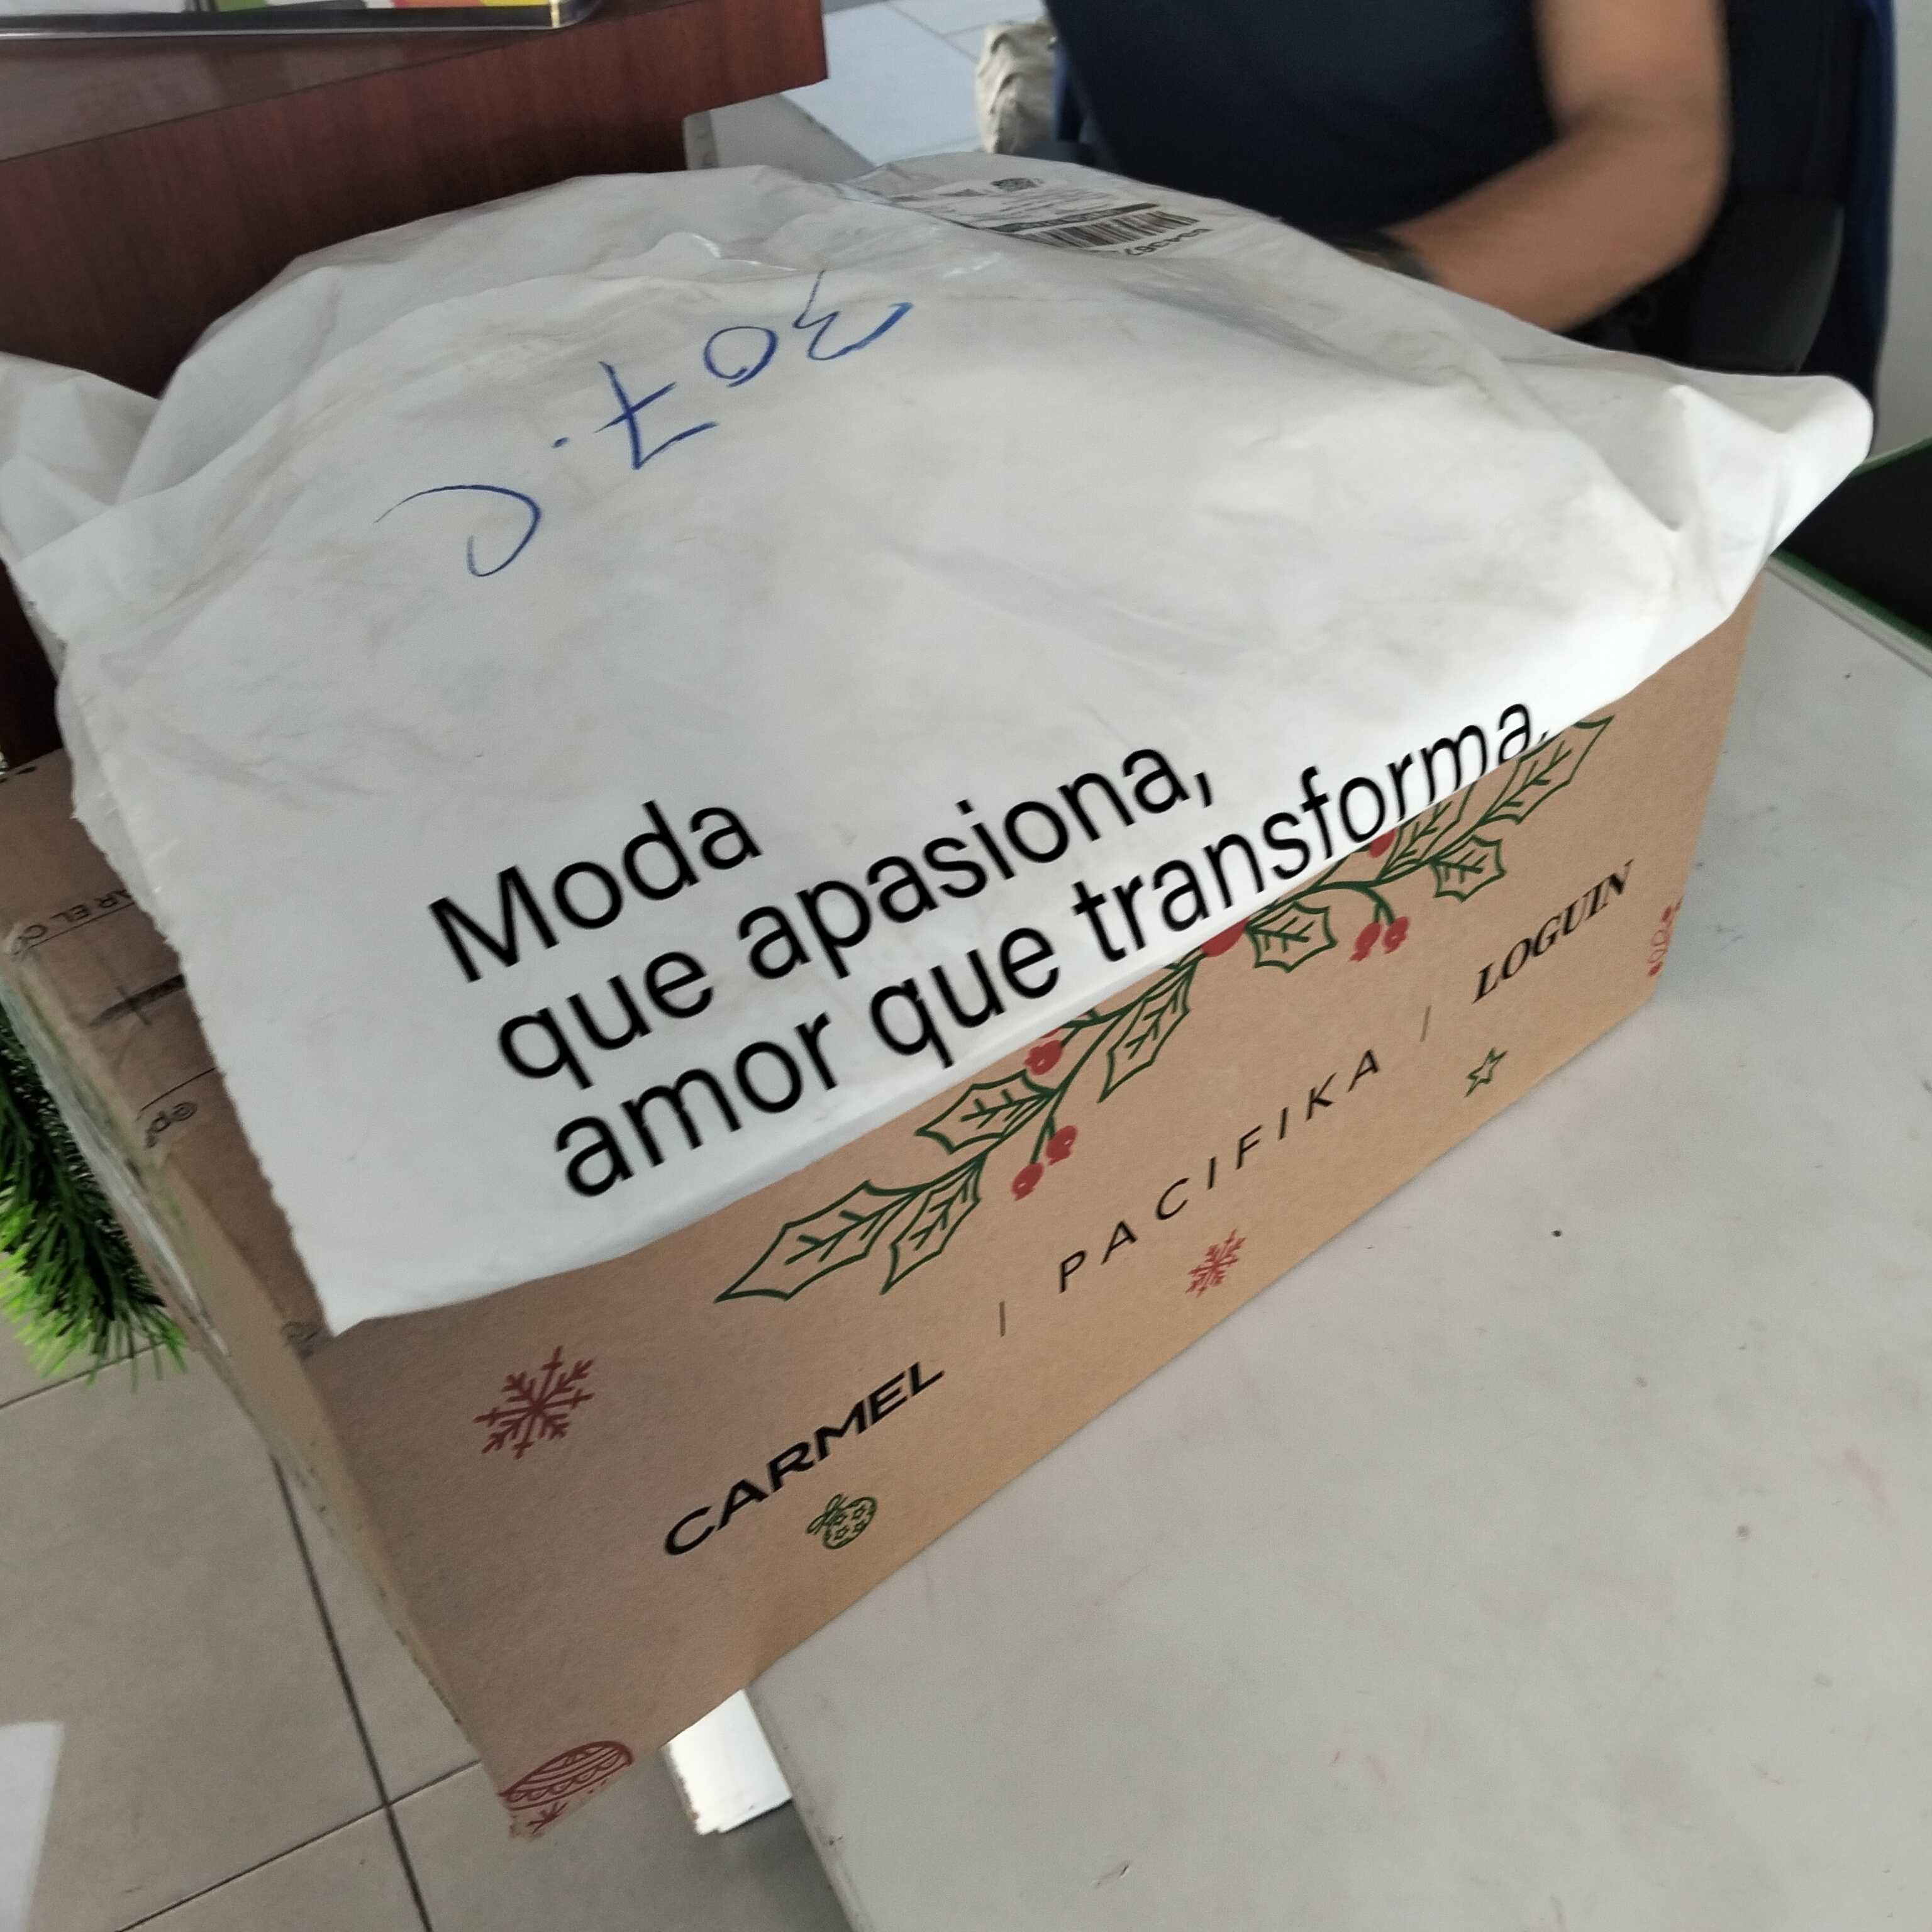 307.C
Moda
que apasiona,
amor que transforma.
CARMEL | PACIFIKA | LOGUIN